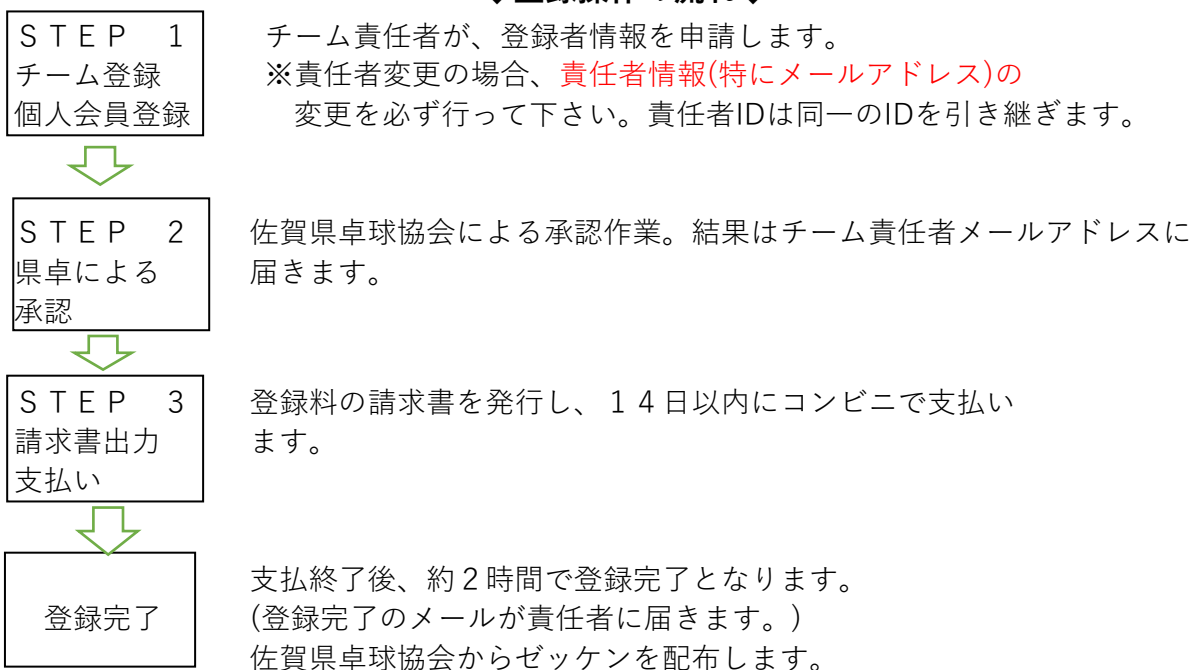 ＳＴＥＰ　１
チーム登録
個人会員登録
チーム責任者が、登録者情報を申請します。
※責任者変更の場合、責任者情報(特にメールアドレス)の
変更を必ず行って下さい。責任者IDは同一のIDを引き継ぎます。
ＳＴＥＰ　２
県卓による
承認
佐賀県卓球協会による承認作業。結果はチーム責任者メールアドレスに
届きます。
ＳＴＥＰ　３
請求書出力
支払い
登録料の請求書を発行し、１４日以内にコンビニで支払い
ます。
登録完了
支払終了後、約２時間で登録完了となります。
(登録完了のメールが責任者に届きます。)
佐賀県卓球協会からゼッケンを配布します。